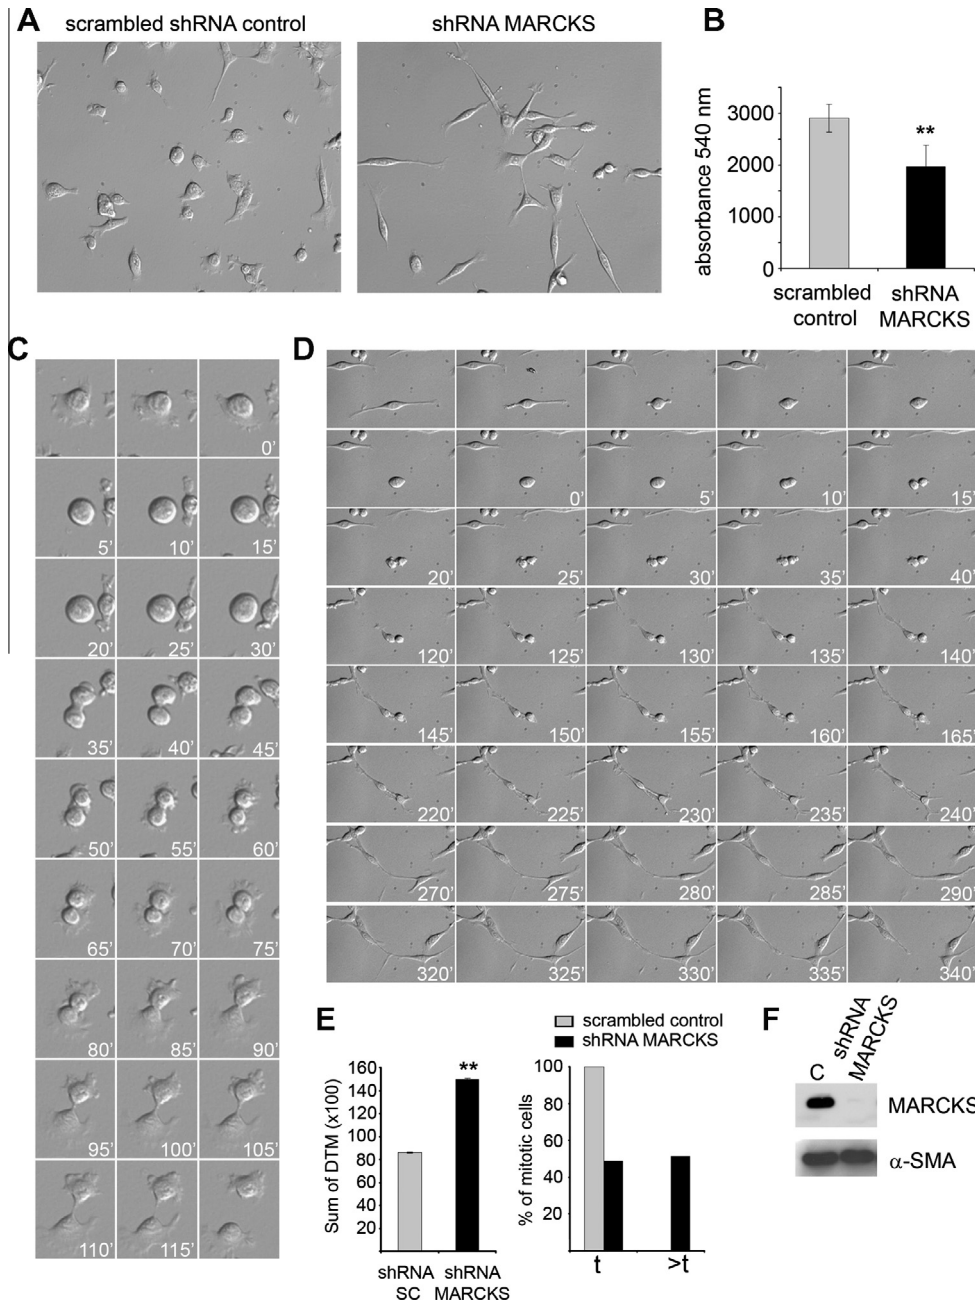 A
scrambled shRNA control
shRNA MARCKS
B
absorbance 540 nm
3000
2000
1000
0
**
scrambled
control
shRNA
MARCKS
C
0'
5' 10' 15'
20' 25' 30'
35' 40' 45'
50' 55' 60'
65' 70' 75'
80' 85' 90'
95' 100' 105'
110' 115'
D
0' 5' 10' 15'
20' 25' 30' 35' 40'
120' 125' 130' 135' 140'
145' 150' 155' 160' 165'
220' 225' 230' 235' 240'
270' 275' 280' 285' 290'
320' 325' 330' 335' 340'
E
scrambled control
shRNA MARCKS
Sum of DTM (x100)
160
140
120
100
80
60
40
20
**
shRNA
SC
shRNA
MARCKS
% of mitotic cells
100
80
60
40
20
t
>t
F
C
shRNA
MARCKS
MARCKS
α-SMA